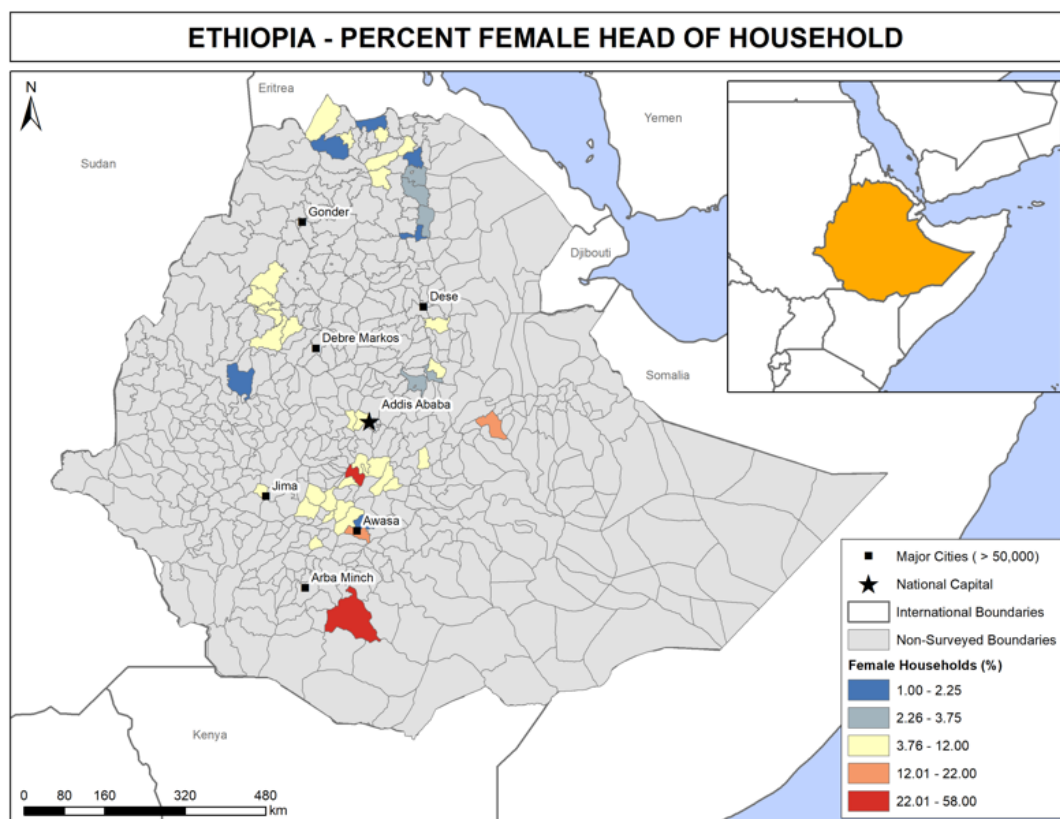 ETHIOPIA - PERCENT FEMALE HEAD OF HOUSEHOLD
N
Eritrea
Yemen
Sudan
Gonder
Djibouti
Dese
Debre Markos
Somalia
Addis Ababa
Jima
Awasa
Arba Minch
Kenya
Major Cities ( > 50,000)
National Capital
International Boundaries
Non-Surveyed Boundaries
Female Households (%)
1.00 - 2.25
2.26 - 3.75
3.76 - 12.00
12.01 - 22.00
22.01 - 58.00
0 80 160 320 480
km